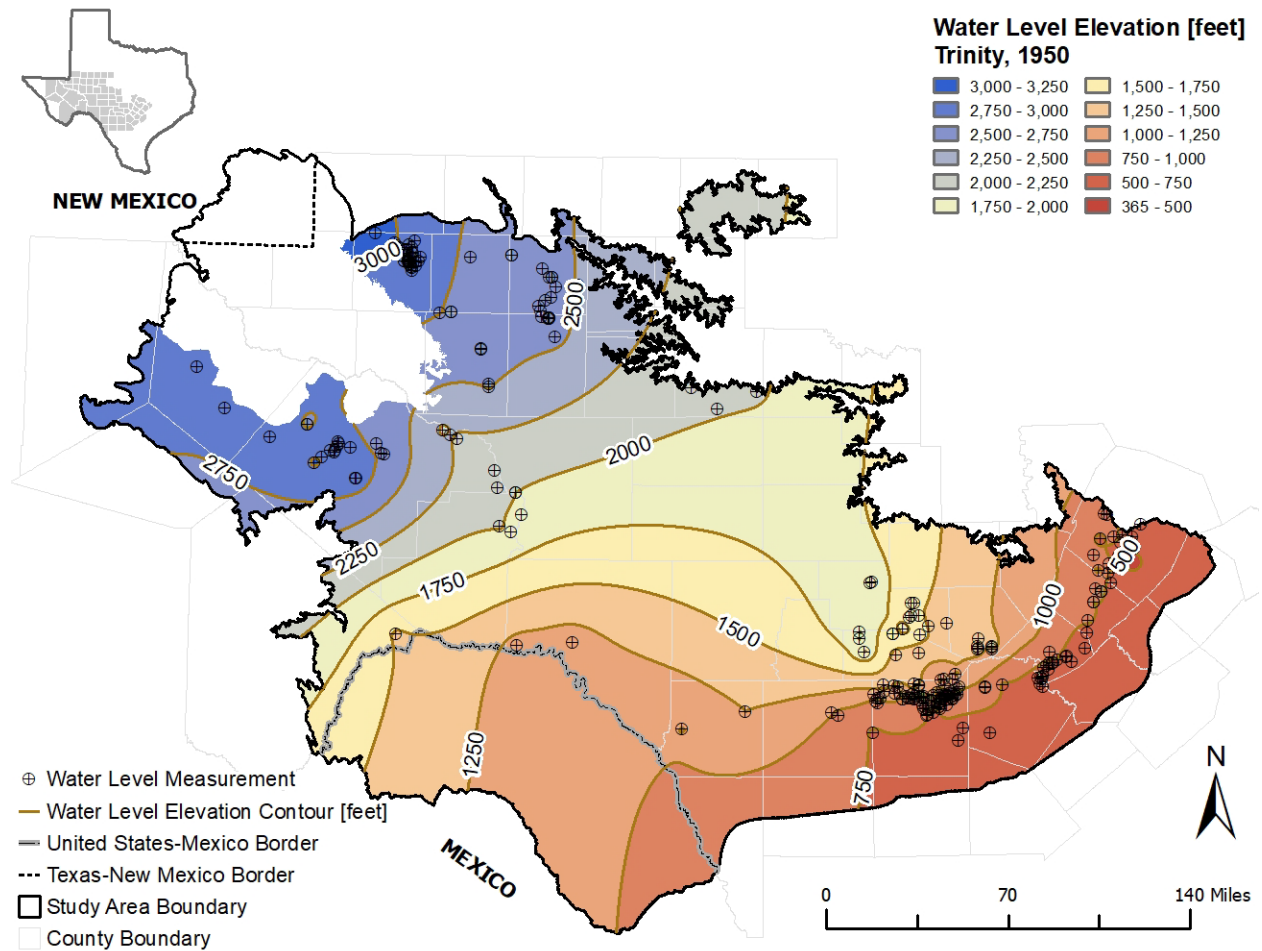 Water Level Elevation [feet]
Trinity, 1950
3,000 - 3,250
1,500 - 1,750
2,750 - 3,000
1,250 - 1,500
2,500 - 2,750
1,000 - 1,250
2,250 - 2,500
750 - 1,000
2,000 - 2,250
500 - 750
1,750 - 2,000
365 - 500
NEW MEXICO
3000
2500
2750
2000
2250
1750
500
1000
1500
1250
750
MEXICO
N
Water Level Measurement
Water Level Elevation Contour [feet]
United States-Mexico Border
Texas-New Mexico Border
Study Area Boundary
County Boundary
0 70 140 Miles